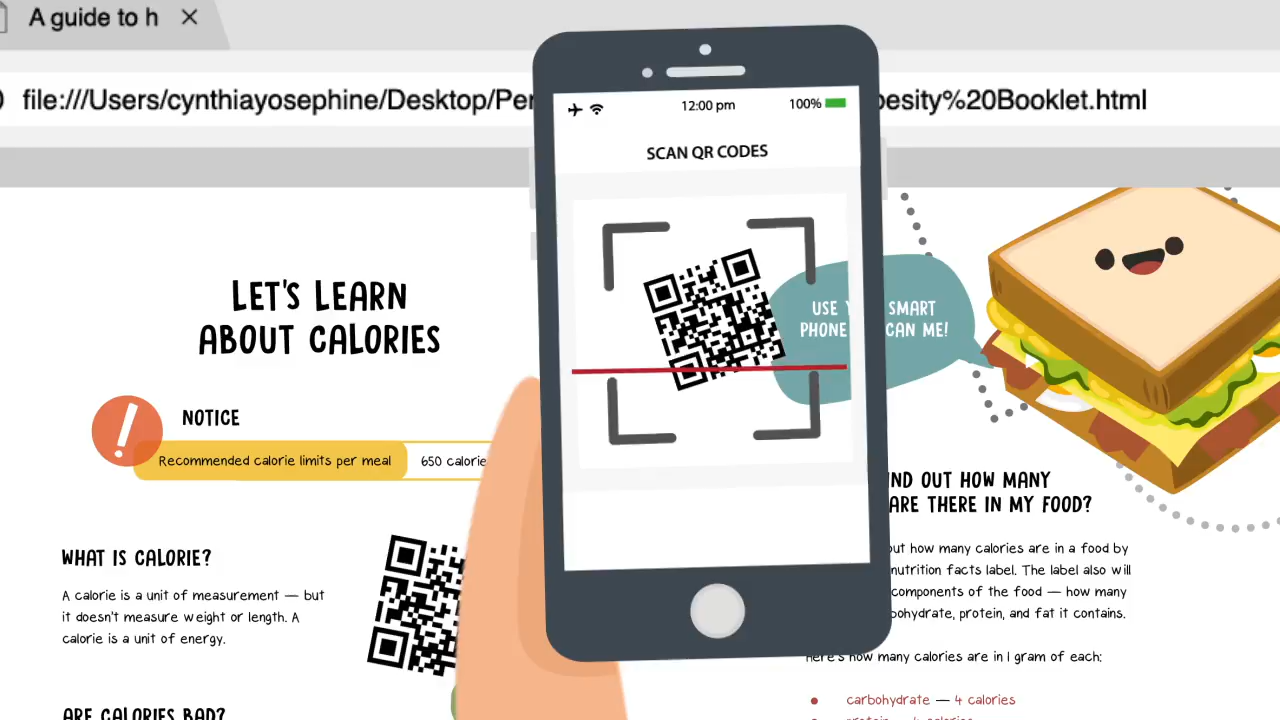 A guide to h
file:///Users/cynthiayosephine/Desktop/Per
besity%20Booklet.html
12:00 pm
100%
SCAN QR CODES
USE Y SMART
PHONE CAN ME!
LET'S LEARN
ABOUT CALORIES
NOTICE
Recommended calorie limits per meal
650 calorie
WHAT IS CALORIE?
A calorie is a unit of measurement — but
it doesn't measure weight or length. A
calorie is a unit of energy.
ARE CALORIES BAD?
IND OUT HOW MANY
ARE THERE IN MY FOOD?
out how many calories are in a food by
nutrition facts label. The label also will
components of the food — how many
bohydrate, protein, and fat it contains.
Here's how many calories are in 1 gram of each:
carbohydrate — 4 calories
protein — 4 calories